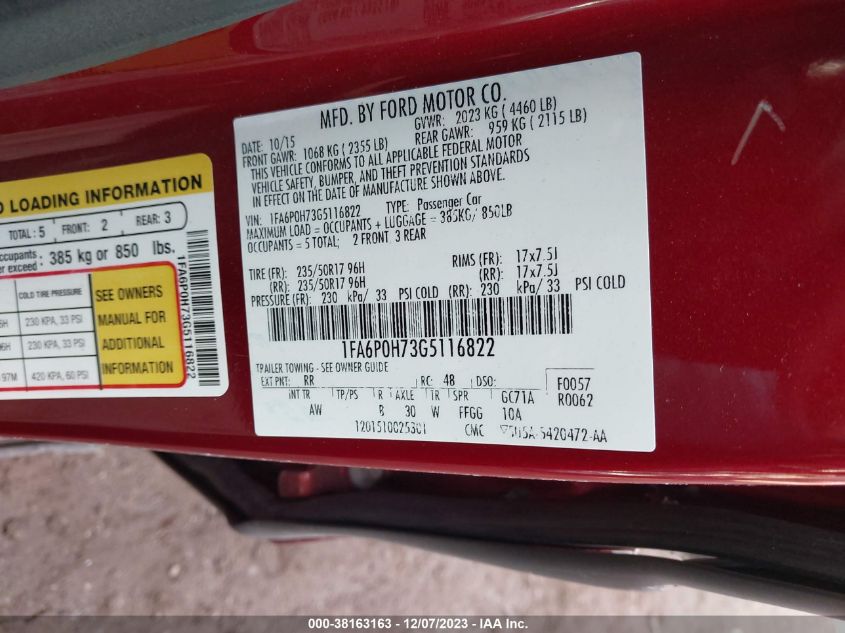 D LOADING INFORMATION
TOTAL: 5 FRONT: 2 REAR: 3
ccupants
er exceed : 385 kg or 850 lbs.
COLD TIRE PRESSURE
230 KPA, 33 PSI
230 KPA, 33 PSI
97M 420 KPA, 60 PSI
SEE OWNERS
MANUAL FOR
ADDITIONAL
INFORMATION
1FA6P0H73G5116822
MFD. BY FORD MOTOR CO.
DATE: 10/15 GVWR: 2023 KG ( 4460 LB)
FRONT GAWR: 1068 KG ( 2355 LB) REAR GAWR: 959 KG ( 2115 LB)
THIS VEHICLE CONFORMS TO ALL APPLICABLE FEDERAL MOTOR
VEHICLE SAFETY, BUMPER, AND THEFT PREVENTION STANDARDS
IN EFFECT ON THE DATE OF MANUFACTURE SHOWN ABOVE.
VIN: 1FA6P0H73G5116822 TYPE: Passenger Car
MAXIMUM LOAD = OCCUPANTS + LUGGAGE = 385KG/ 850LB
OCCUPANTS = 5 TOTAL; 2 FRONT 3 REAR
TIRE (FR): 235/50R17 96H RIMS (FR): 17x7.5J
(RR): 235/50R17 96H (RR): 17x7.5J
PRESSURE (FR): 230 kPa/ 33 PSI COLD (RR): 230 kPa/ 33 PSI COLD
1FA6P0H73G5116822
TRAILER TOWING - SEE OWNER GUIDE
EXT PNT: RR RC: 48 DSO: F0057
INT TR TP/PS R AXLE TR SPR GC71A R0062
AW B 30 W FFGG 10A
1201510025301 CMC 5420472-AA
000-38163163 - 12/07/2023 - IAA Inc.